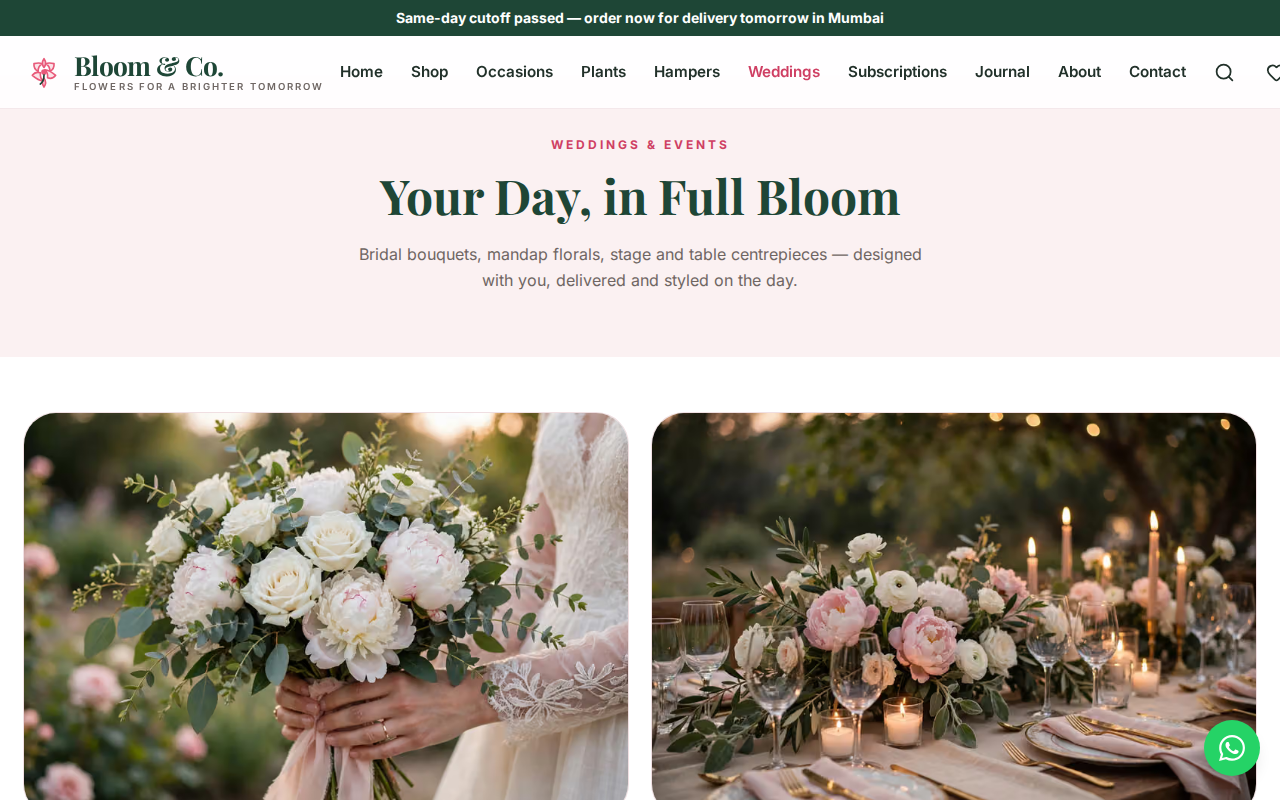 Same-day cutoff passed — order now for delivery tomorrow in Mumbai
Bloom & Co.
FLOWERS FOR A BRIGHTER TOMORROW
Home Shop Occasions Plants Hampers Weddings Subscriptions Journal About Contact
WEDDINGS & EVENTS
Your Day, in Full Bloom
Bridal bouquets, mandap florals, stage and table centrepieces — designed
with you, delivered and styled on the day.